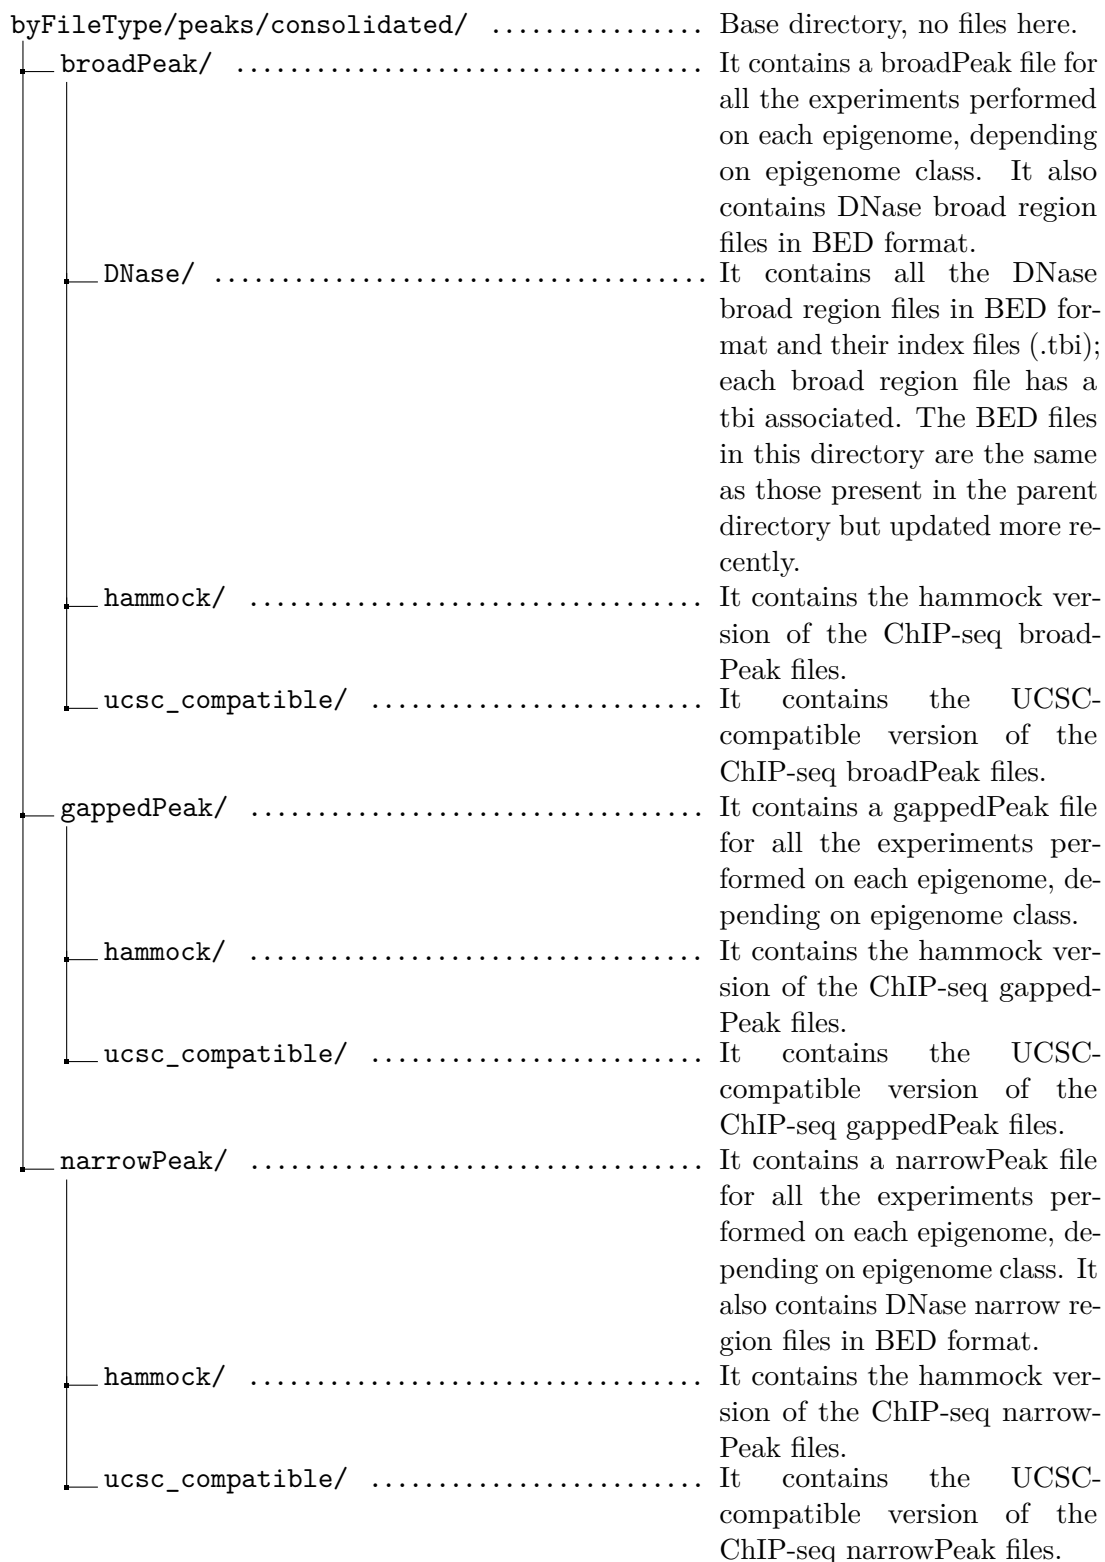 byFileType/peaks/consolidated/ ................ Base directory, no files here.
broadPeak/ ................................... It contains a broadPeak file for
all the experiments performed
on each epigenome, depending
on epigenome class. It also
contains DNase broad region
files in BED format.
DNase/ ..................................... It contains all the DNase
broad region files in BED for-
mat and their index files (.tbi);
each broad region file has a
tbi associated. The BED files
in this directory are the same
as those present in the parent
directory but updated more re-
cently.
hammock/ .................................. It contains the hammock ver-
sion of the ChIP-seq broad-
Peak files.
ucsc_compatible/ ......................... It contains the UCSC-
compatible version of the
ChIP-seq broadPeak files.
gappedPeak/ .................................. It contains a gappedPeak file
for all the experiments per-
formed on each epigenome, de-
pending on epigenome class.
hammock/ .................................. It contains the hammock ver-
sion of the ChIP-seq gapped-
Peak files.
ucsc_compatible/ ......................... It contains the UCSC-
compatible version of the
ChIP-seq gappedPeak files.
narrowPeak/ .................................. It contains a narrowPeak file
for all the experiments per-
formed on each epigenome, de-
pending on epigenome class. It
also contains DNase narrow re-
gion files in BED format.
hammock/ .................................. It contains the hammock ver-
sion of the ChIP-seq narrow-
Peak files.
ucsc_compatible/ ......................... It contains the UCSC-
compatible version of the
ChIP-seq narrowPeak files.